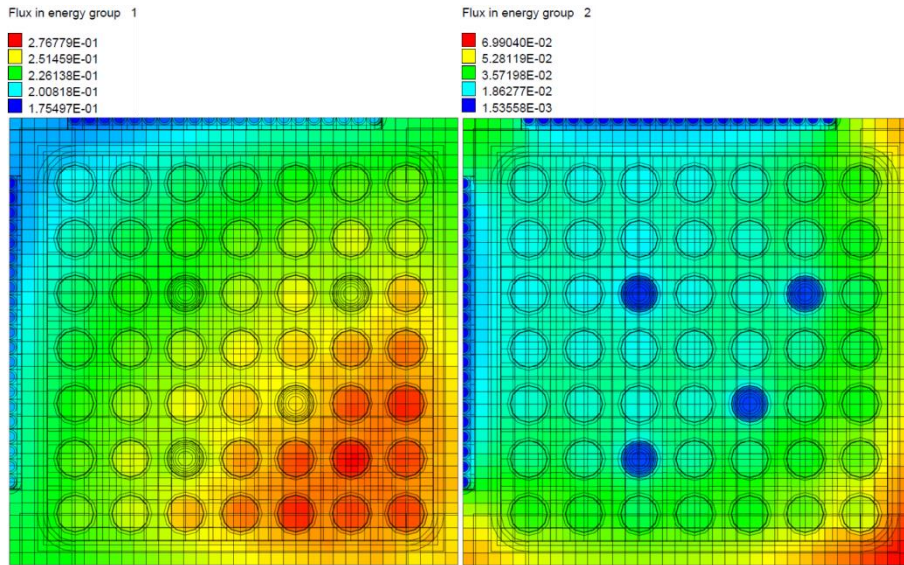 Flux in energy group 1
2.76779E-01
2.51459E-01
2.26138E-01
2.00818E-01
1.75497E-01
Flux in energy group 2
6.99040E-02
5.28119E-02
3.57198E-02
1.86277E-02
1.53558E-03